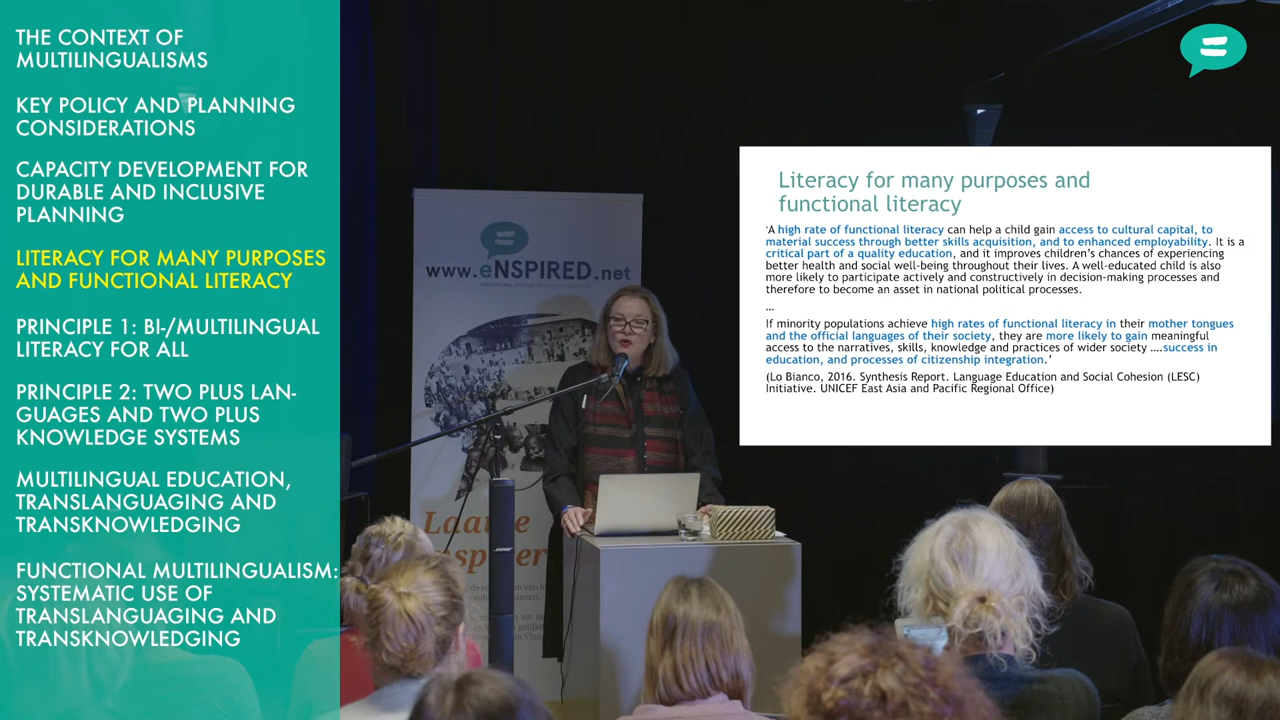 THE CONTEXT OF
MULTILINGUALISMS
KEY POLICY AND PLANNING
CONSIDERATIONS
CAPACITY DEVELOPMENT FOR
DURABLE AND INCLUSIVE
PLANNING
LITERACY FOR MANY PURPOSES
AND FUNCTIONAL LITERACY
PRINCIPLE 1: BI-/MULTILINGUAL
LITERACY FOR ALL
PRINCIPLE 2: TWO PLUS LAN-
GUAGES AND TWO PLUS
KNOWLEDGE SYSTEMS
MULTILINGUAL EDUCATION,
TRANSLANGUAGING AND
TRANSKNOWLEDGING
FUNCTIONAL MULTILINGUALISM:
SYSTEMATIC USE OF
TRANSLANGUAGING AND
TRANSKNOWLEDGING
www.eNSPIRED.net
Literacy for many purposes and
functional literacy
'A high rate of functional literacy can help a child gain access to cultural capital, to
material success through better skills acquisition, and to enhanced employability. It is a
critical part of a quality education, and it improves children's chances of experiencing
better health and social well-being throughout their lives. A well-educated child is also
more likely to participate actively and constructively in decision-making processes and
therefore to become an asset in national political processes.
…
If minority populations achieve high rates of functional literacy in their mother tongues
and the official languages of their society, they are more likely to gain meaningful
access to the narratives, skills, knowledge and practices of wider society ….success in
education, and processes of citizenship integration.'
(Lo Bianco, 2016. Synthesis Report. Language Education and Social Cohesion (LESC)
Initiative. UNICEF East Asia and Pacific Regional Office)